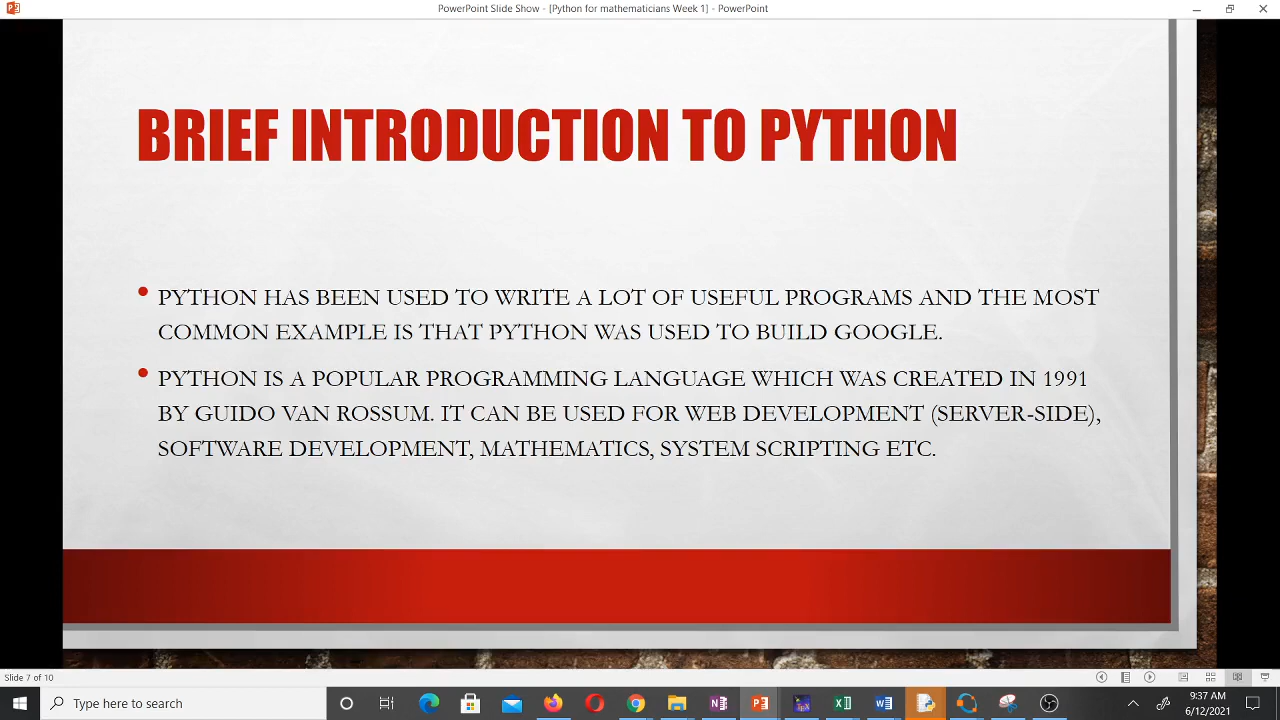 PowerPoint Slide Show - [Python for mathematicians Week 1] - PowerPoint
BRIEF INTRODUCTION TO PYTHON
• PYTHON HAS BEEN USED TO WRITE A LOT OF USEFUL PROGRAMS AND THE MOST
COMMON EXAMPLE IS THAT PYTHON WAS USED TO BUILD GOOGLE.
• PYTHON IS A POPULAR PROGRAMMING LANGUAGE WHICH WAS CREATED IN 1991
BY GUIDO VAN ROSSUM. IT CAN BE USED FOR WEB DEVELOPMENT (SERVER-SIDE),
SOFTWARE DEVELOPMENT, MATHEMATICS, SYSTEM SCRIPTING ETC.
Slide 7 of 10
Type here to search
9:37 AM
6/12/2021